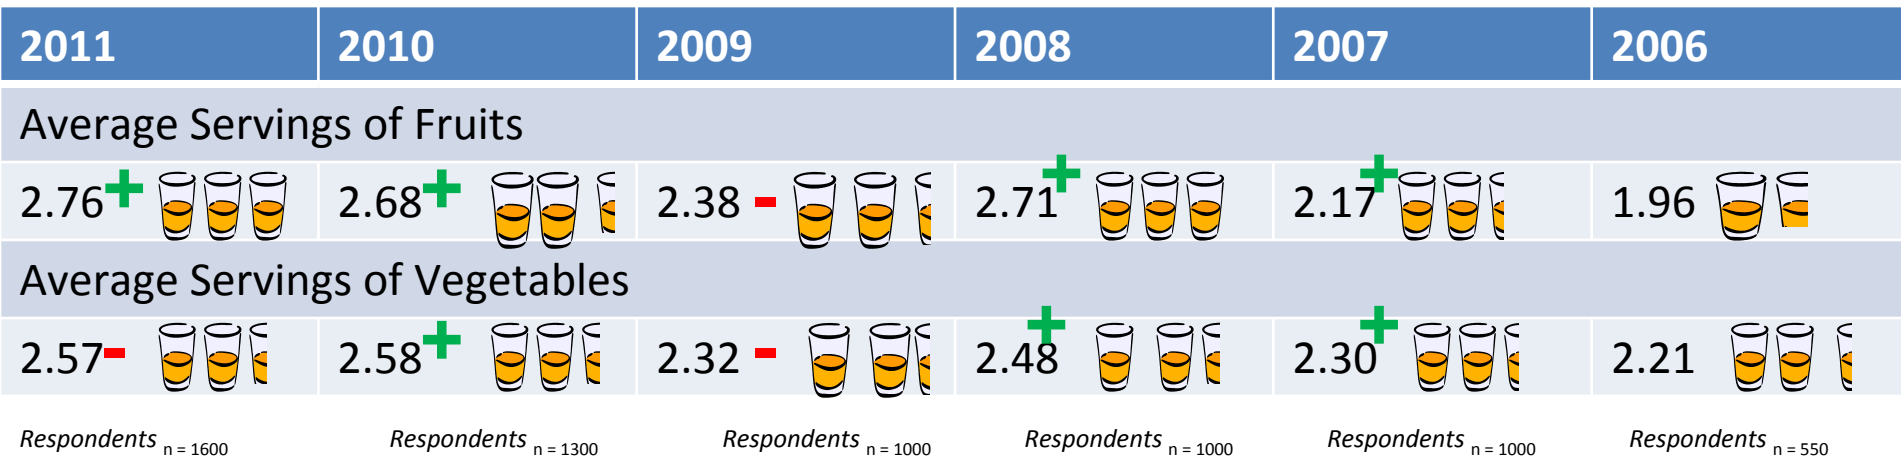 2011 2010 2009 2008 2007 2006
Average Servings of Fruits
2.76+ 2.68+ 2.38 - 2.71+ 2.17+ 1.96
Average Servings of Vegetables
2.57- 2.58+ 2.32 - 2.48+ 2.30+ 2.21
Respondents n = 1600 Respondents n = 1300 Respondents n = 1000 Respondents n = 1000 Respondents n = 1000 Respondents n = 550